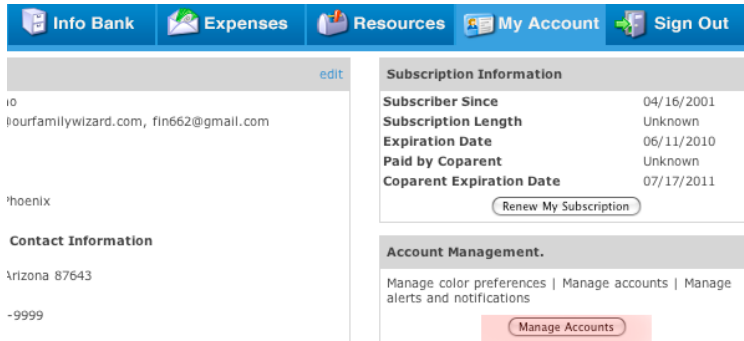 Info Bank Expenses Resources My Account Sign Out
edit
@ourfamilywizard.com, fin662@gmail.com
Phoenix
Contact Information
Arizona 87643
-9999
Subscription Information
Subscriber Since 04/16/2001
Subscription Length Unknown
Expiration Date 06/11/2010
Paid by Coparent Unknown
Coparent Expiration Date 07/17/2011
Renew My Subscription
Account Management.
Manage color preferences | Manage accounts | Manage
alerts and notifications
Manage Accounts